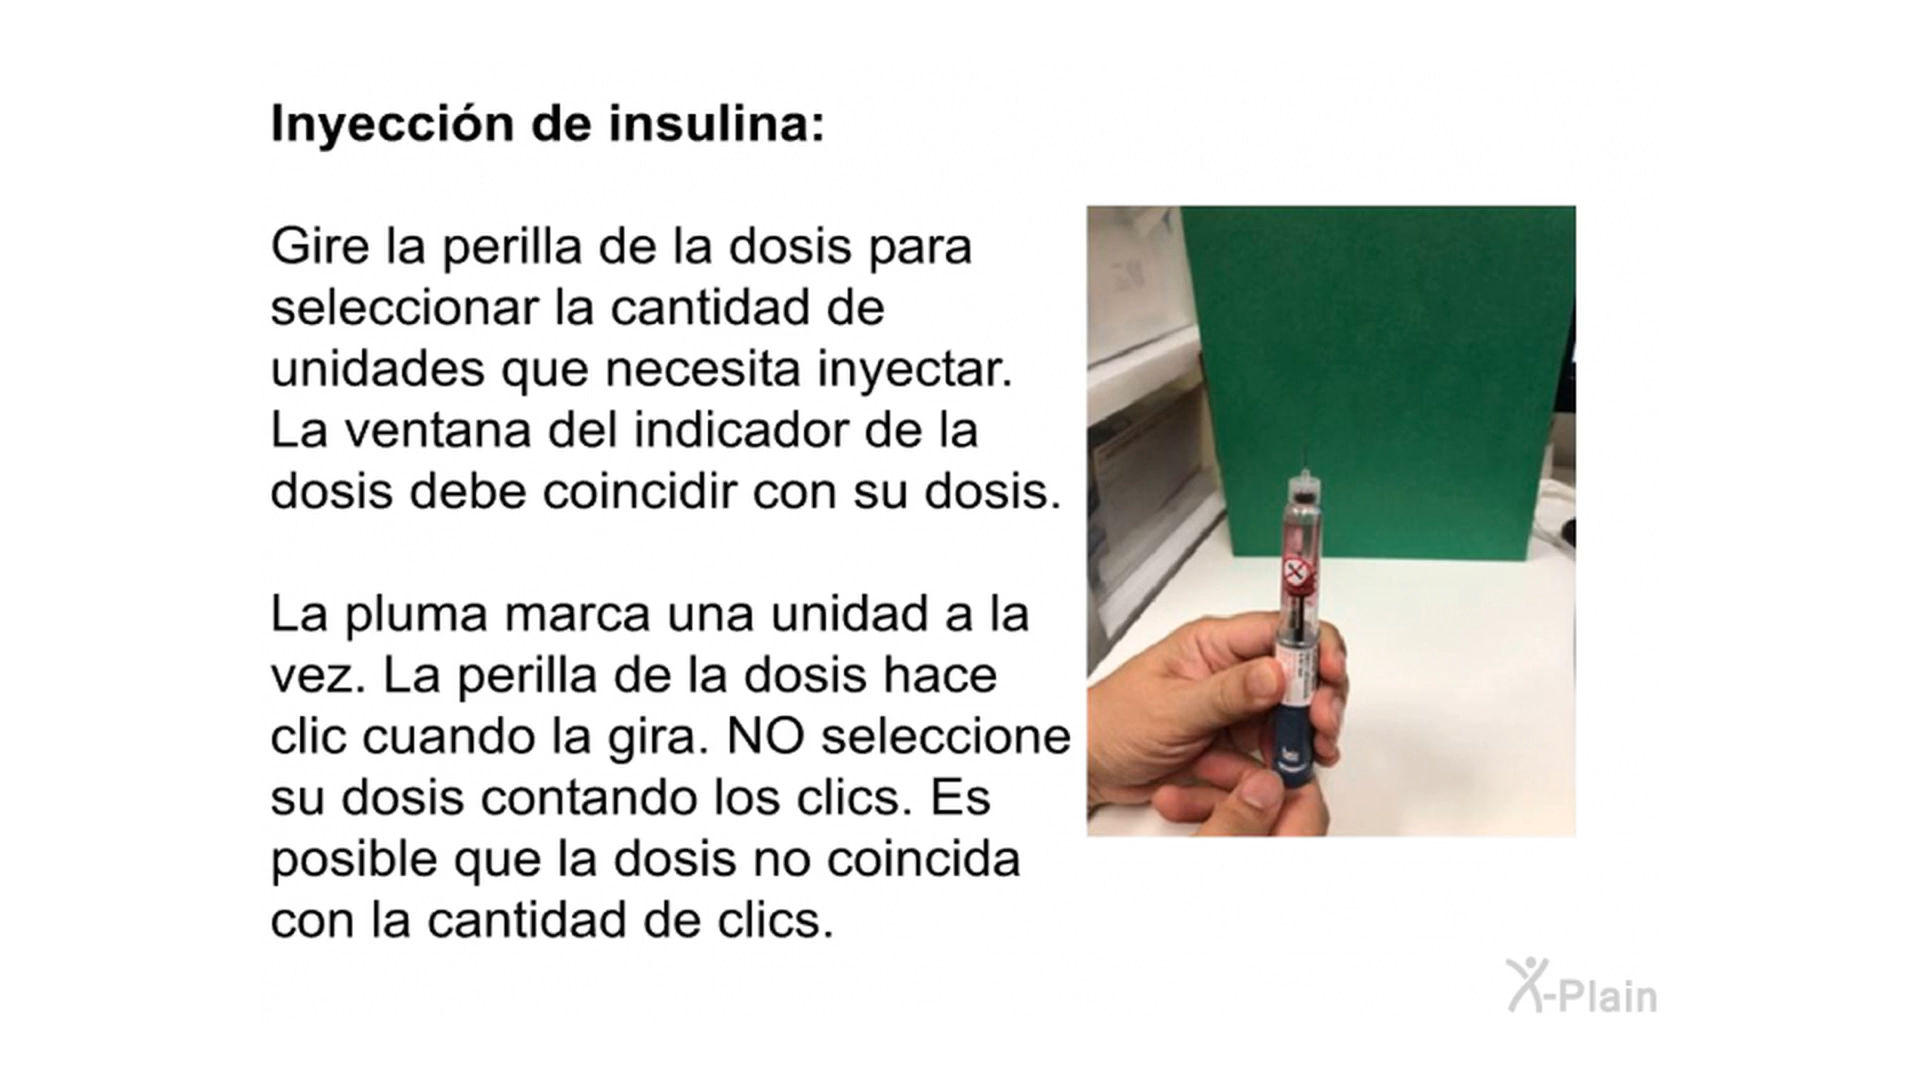 Inyección de insulina:
Gire la perilla de la dosis para
seleccionar la cantidad de
unidades que necesita inyectar.
La ventana del indicador de la
dosis debe coincidir con su dosis.
La pluma marca una unidad a la
vez. La perilla de la dosis hace
clic cuando la gira. NO seleccione
su dosis contando los clics. Es
posible que la dosis no coincida
con la cantidad de clics.
X-Plain